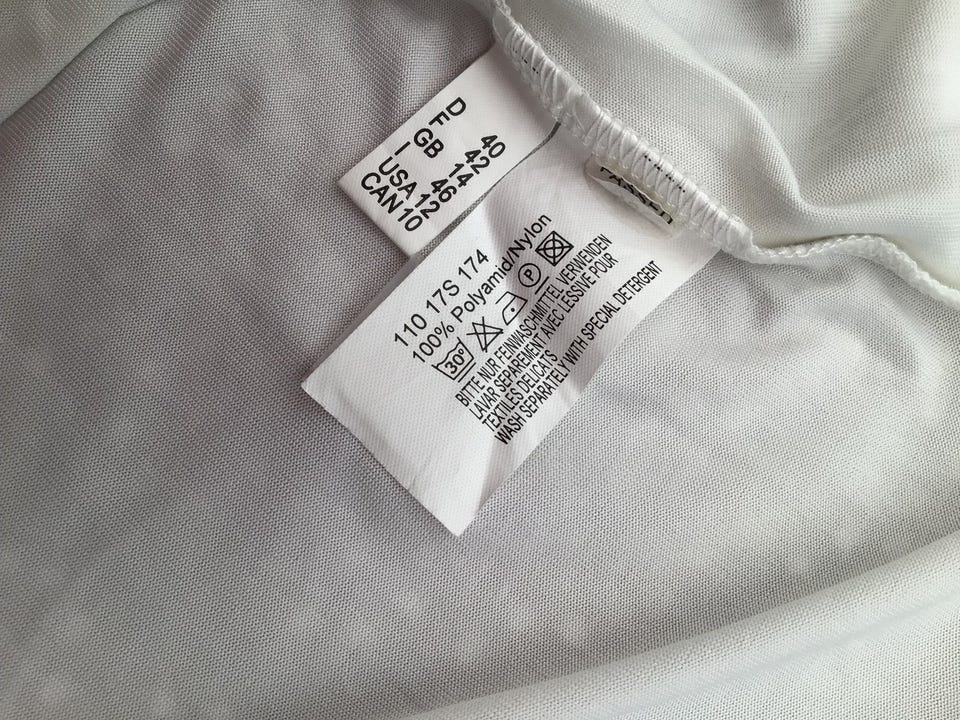 D 40
F 42
GB 14
I 46
USA 12
CAN 10
110 17S 174
100% Polyamid/Nylon
30° P
BITTE NUR FEINWASCHMITTEL VERWENDEN
LAVAR SEPAREMENT AVEC LESSIVE POUR
TEXTILES DELICATS
WASH SEPARATELY WITH SPECIAL DETERGENT